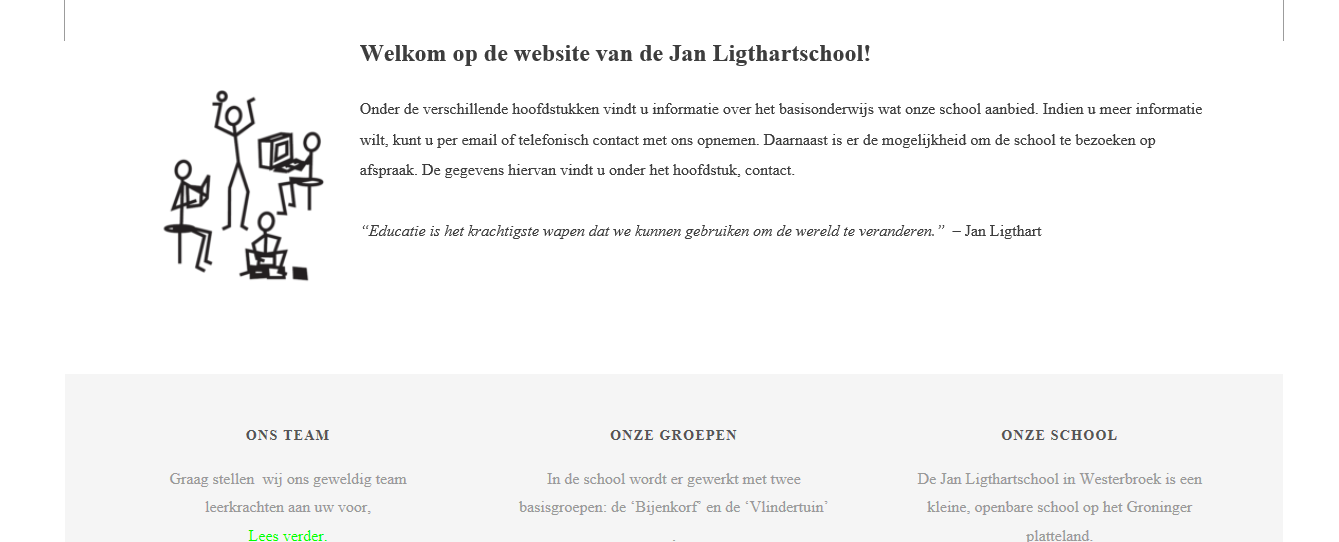 Welkom op de website van de Jan Ligthartschool!
Onder de verschillende hoofdstukken vindt u informatie over het basisonderwijs wat onze school aanbied. Indien u meer informatie
wilt, kunt u per email of telefonisch contact met ons opnemen. Daarnaast is er de mogelijkheid om de school te bezoeken op
afspraak. De gegevens hiervan vindt u onder het hoofdstuk, contact.
“Educatie is het krachtigste wapen dat we kunnen gebruiken om de wereld te veranderen.” – Jan Ligthart
ONS TEAM
Graag stellen wij ons geweldig team
leerkrachten aan uw voor,
Lees verder.
ONZE GROEPEN
In de school wordt er gewerkt met twee
basisgroepen: de ‘Bijenkorf’ en de ‘Vlindertuin’
ONZE SCHOOL
De Jan Ligthartschool in Westerbroek is een
kleine, openbare school op het Groninger
platteland.